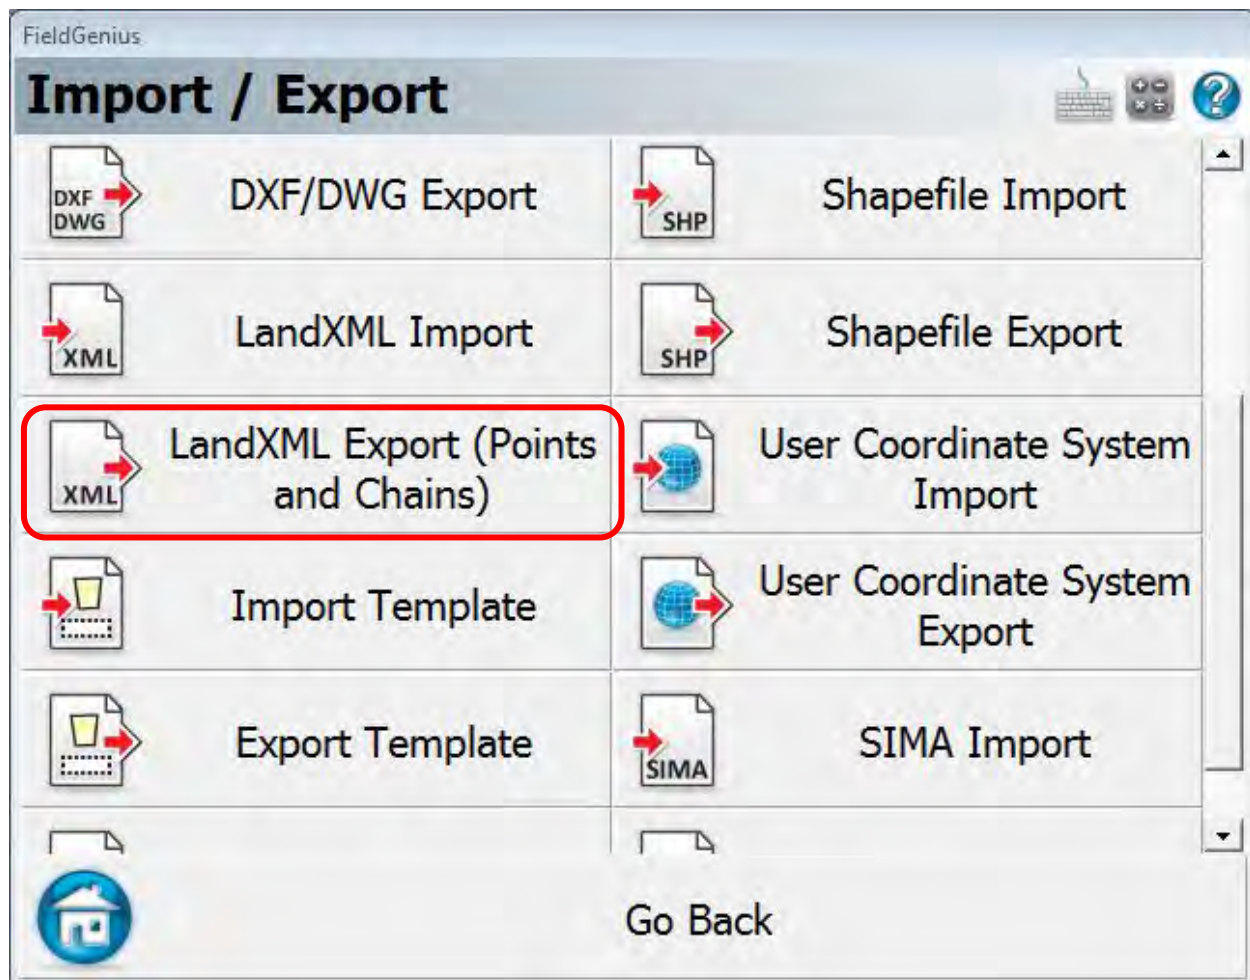 FieldGenius
Import / Export
DXF
DWG
DXF/DWG Export
SHP
Shapefile Import
XML
LandXML Import
SHP
Shapefile Export
XML
LandXML Export (Points
and Chains)
User Coordinate System
Import
Import Template
User Coordinate System
Export
Export Template
SIMA
SIMA Import
Go Back